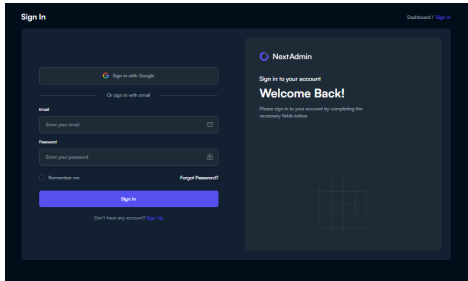 Sign In
Dashboard / Sign In
Sign in with Google
Or sign in with email
Email
Enter your email
Password
Enter your password
Remember me
Forgot Password?
Sign In
Don't have any account? Sign Up
NextAdmin
Sign in to your account
Welcome Back!
Please sign in to your account by completing the
necessary fields below